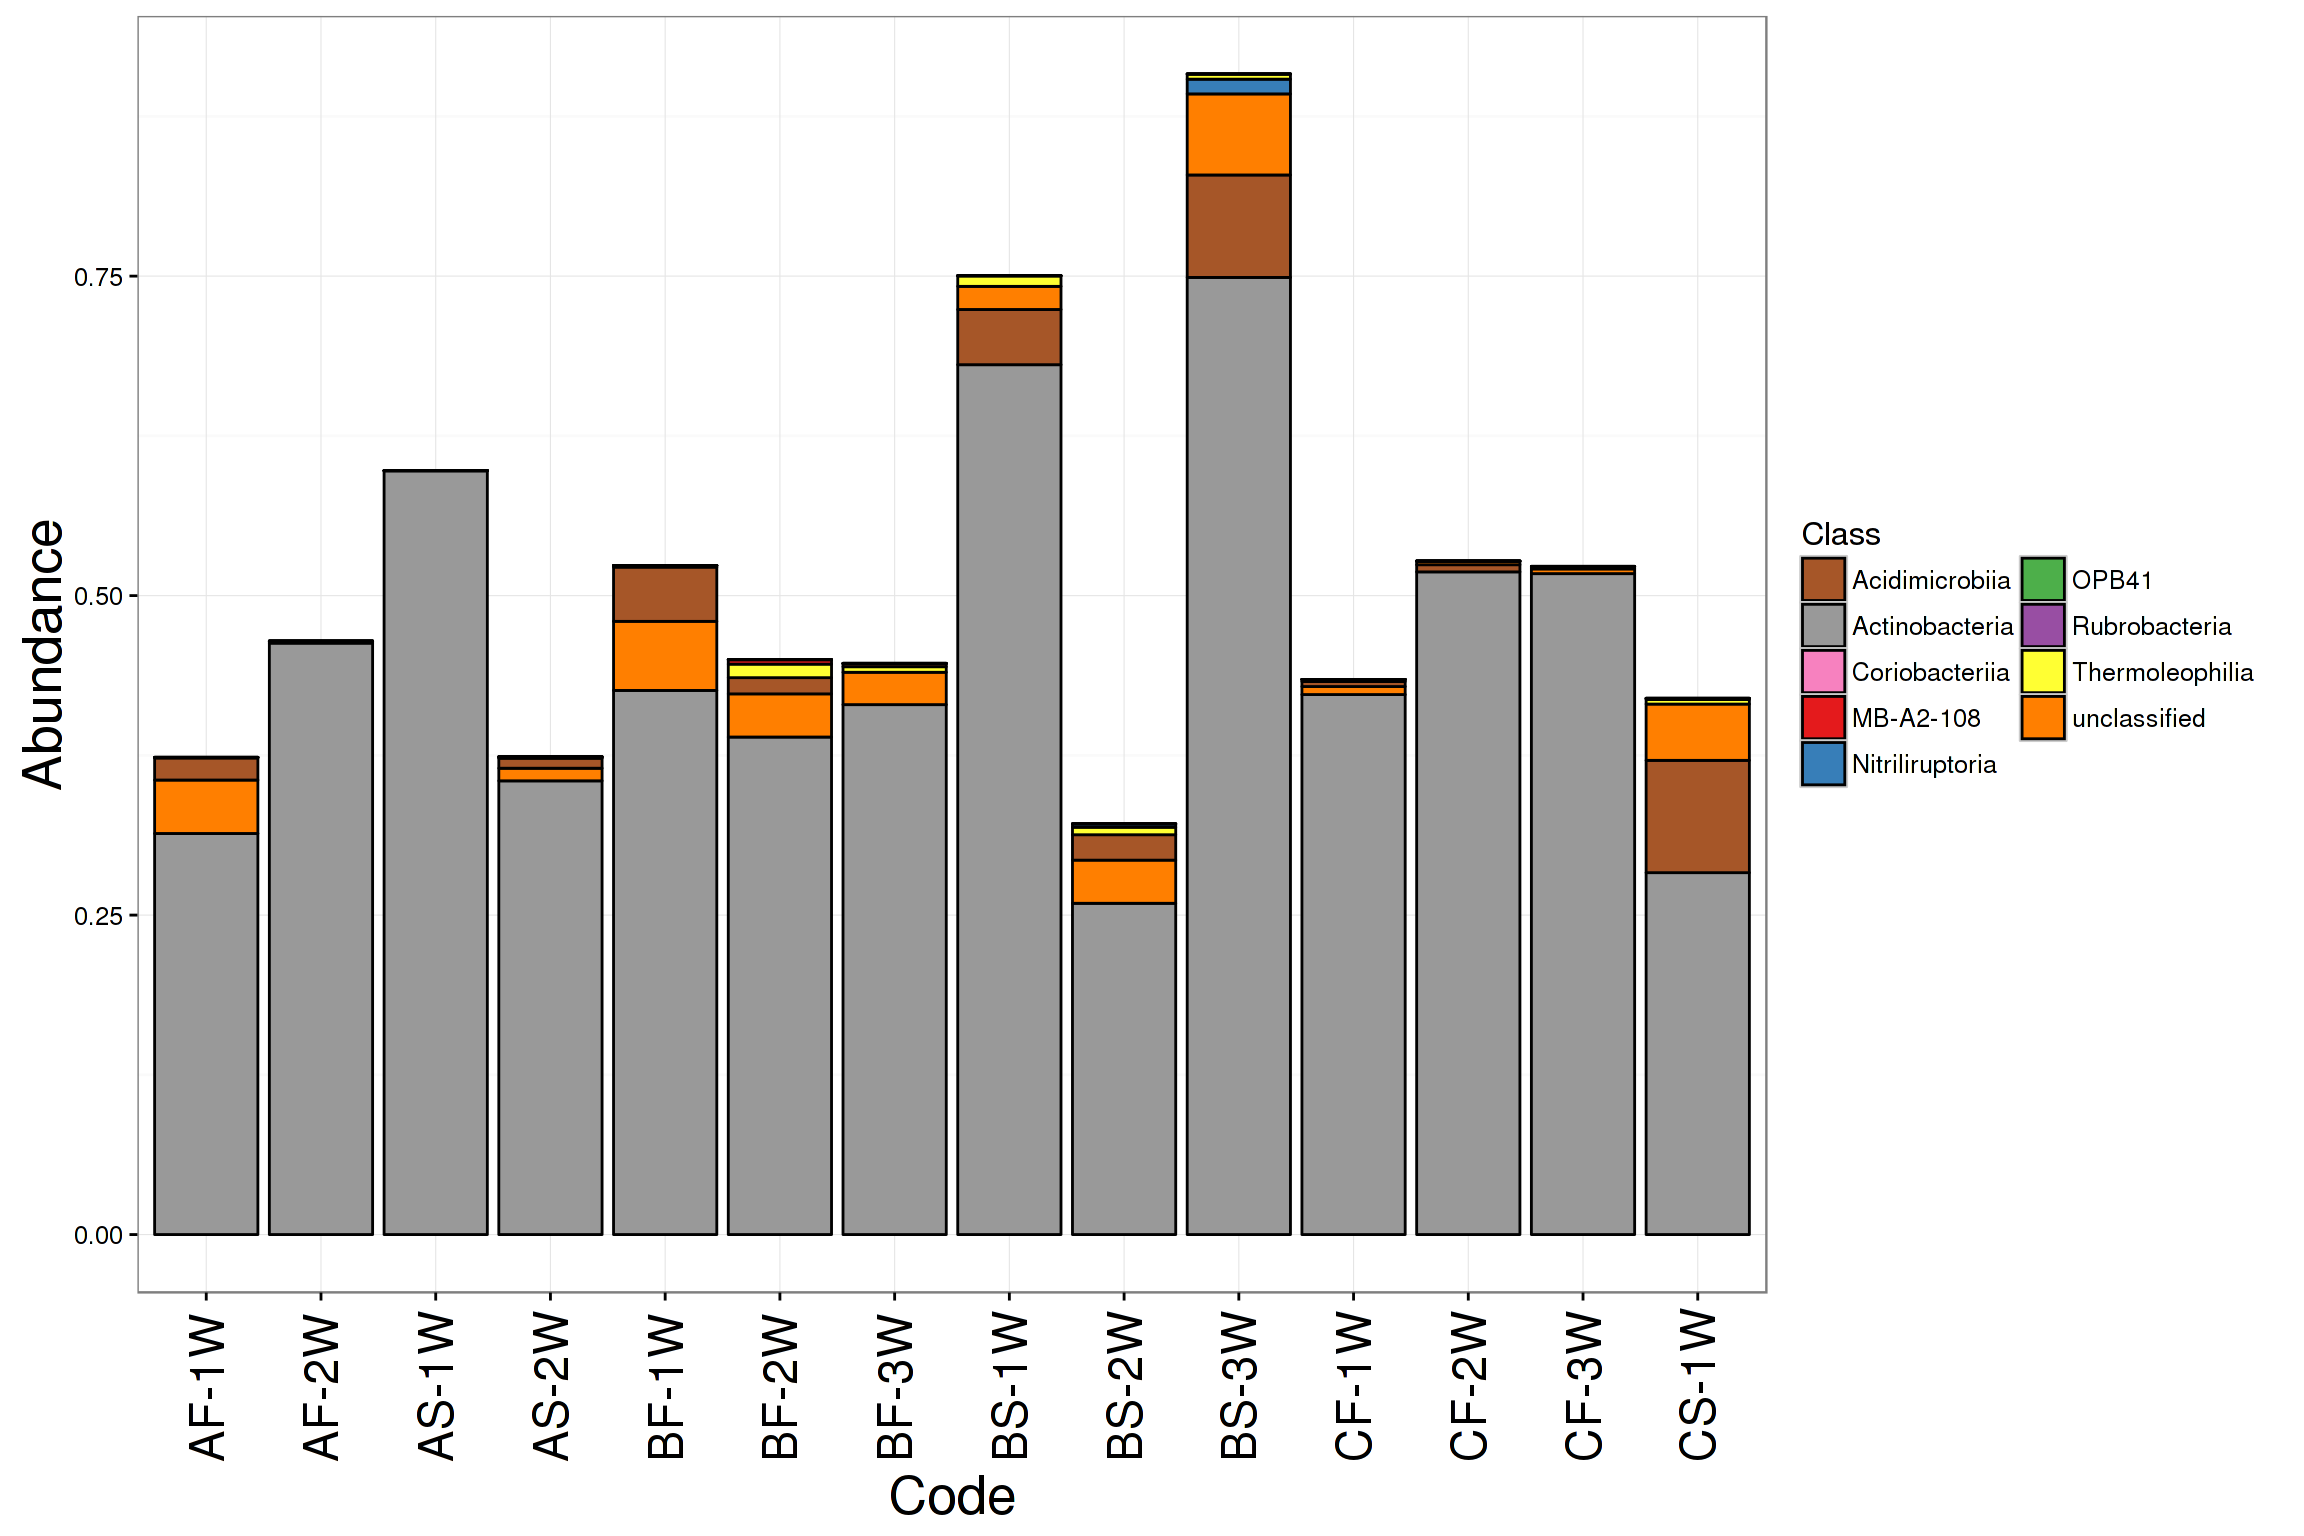 Abundance
0.75
0.50
0.25
0.00
AF-1W
AF-2W
AS-1W
AS-2W
BF-1W
BF-2W
BF-3W
BS-1W
BS-2W
BS-3W
CF-1W
CF-2W
CF-3W
CS-1W
Code
Class
Acidimicrobiia
Actinobacteria
Coriobacteriia
MB-A2-108
Nitriliruptoria
OPB41
Rubrobacteria
Thermoleophilia
unclassified